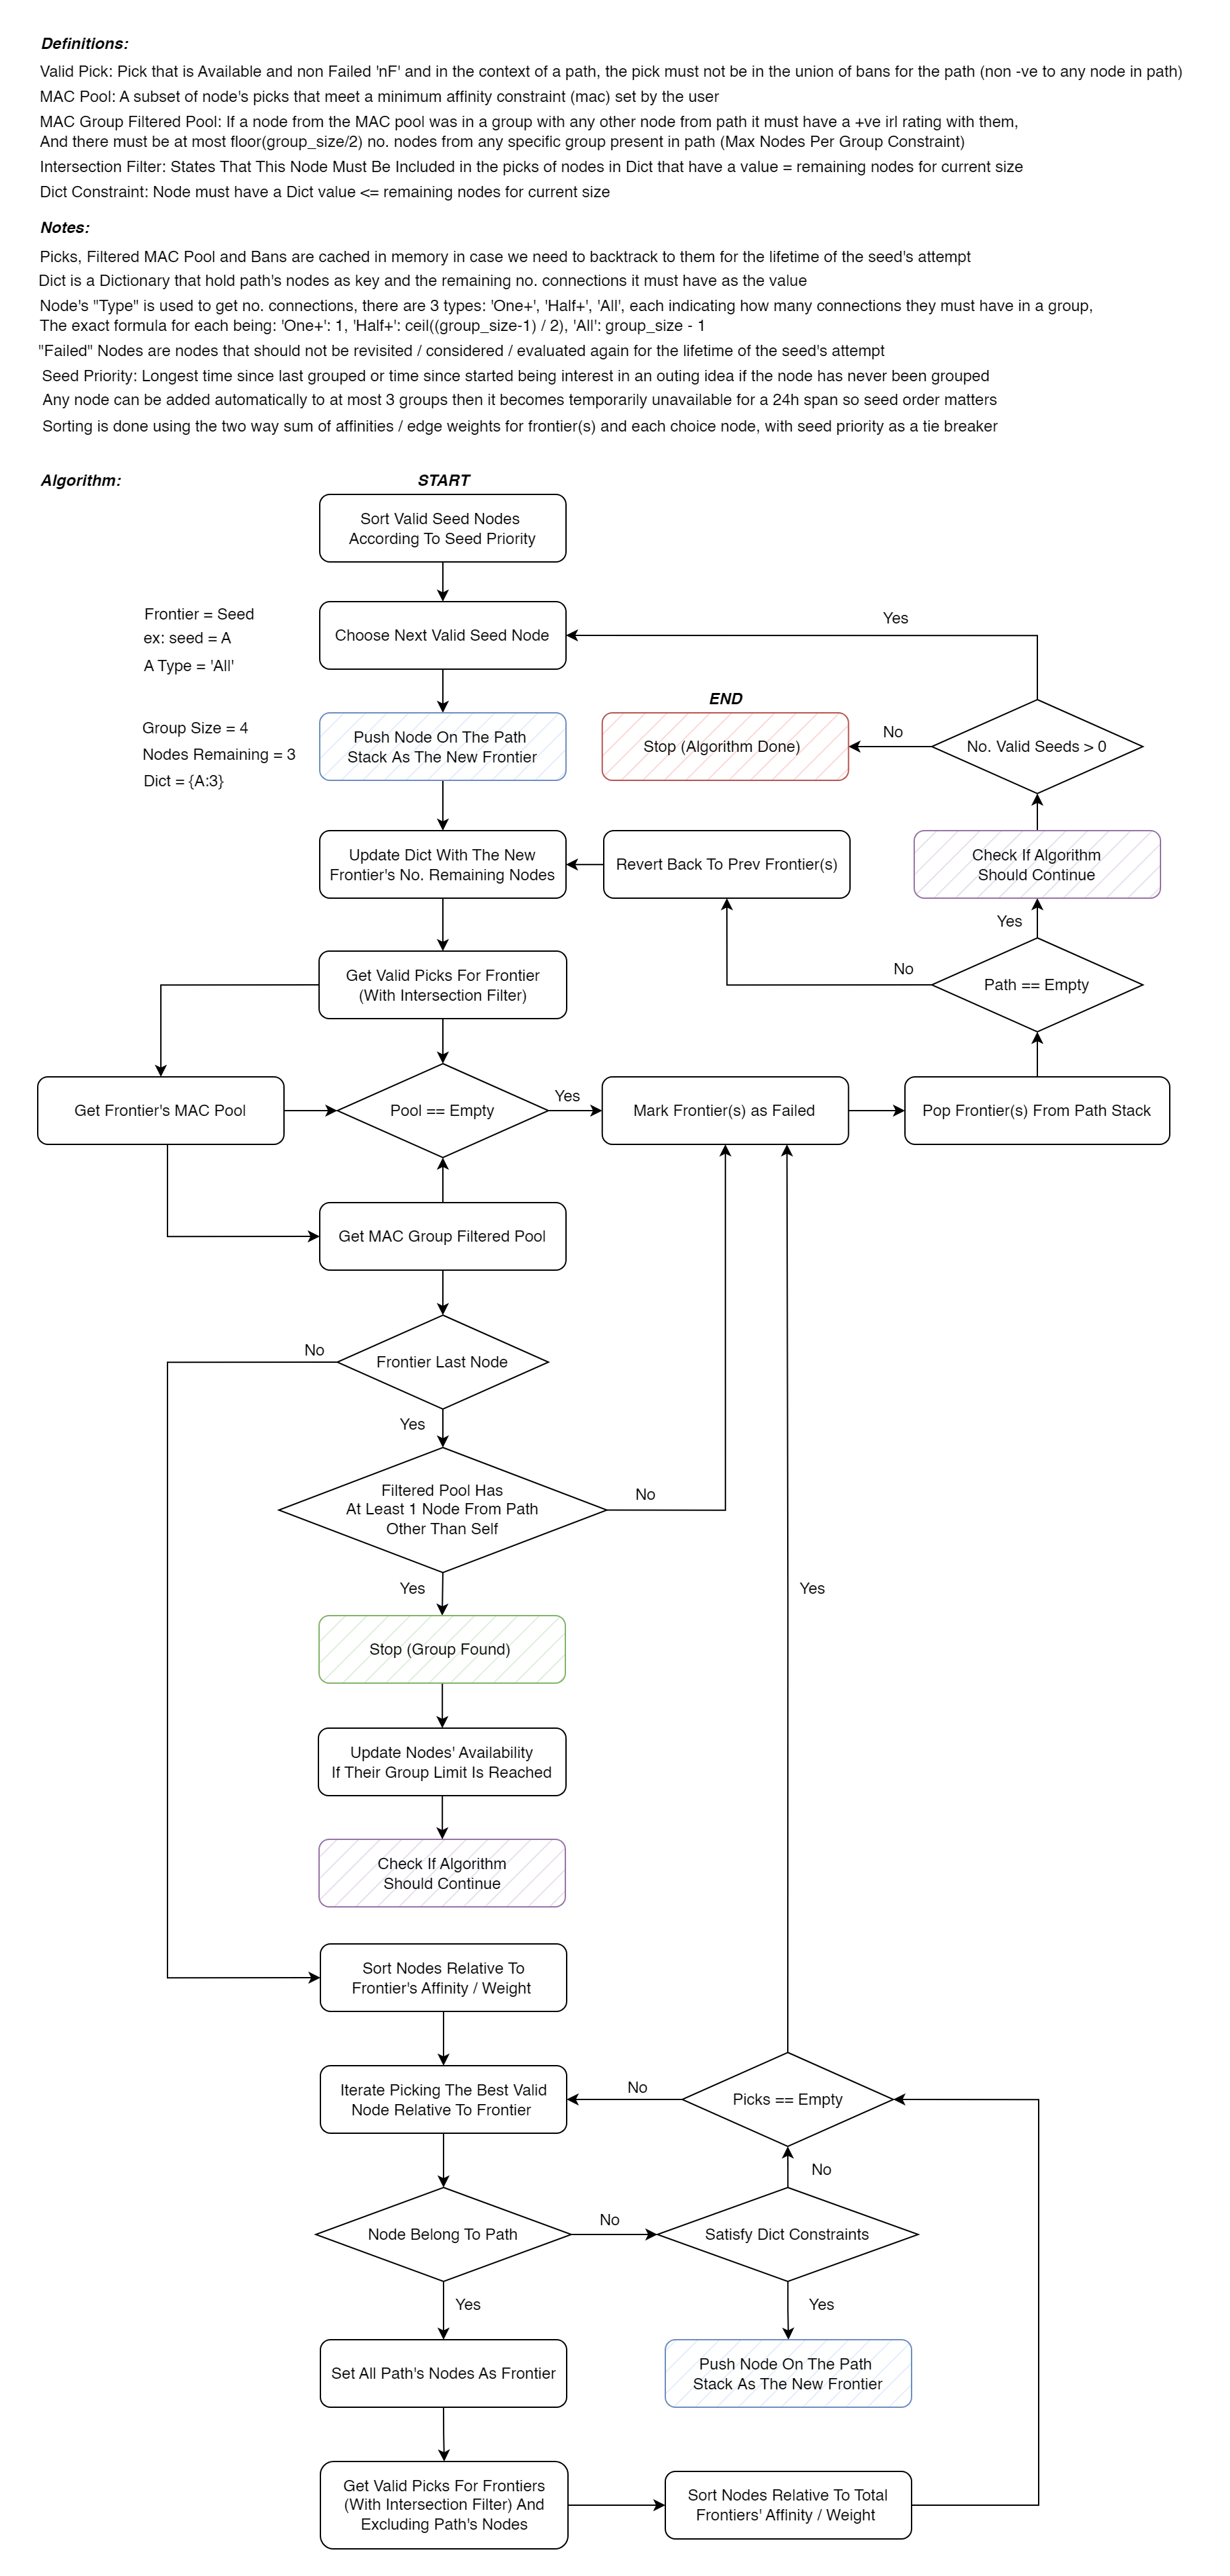 Definitions:
Valid Pick: Pick that is Available and non Failed 'nF' and in the context of a path, the pick must not be in the union of bans for the path (non -ve to any node in path)
MAC Pool: A subset of node's picks that meet a minimum affinity constraint (mac) set by the user
MAC Group Filtered Pool: If a node from the MAC pool was in a group with any other node from path it must have a +ve irl rating with them,
And there must be at most floor(group_size/2) no. nodes from any specific group present in path (Max Nodes Per Group Constraint)
Intersection Filter: States That This Node Must Be Included in the picks of nodes in Dict that have a value = remaining nodes for current size
Dict Constraint: Node must have a Dict value <= remaining nodes for current size
Notes:
Picks, Filtered MAC Pool and Bans are cached in memory in case we need to backtrack to them for the lifetime of the seed's attempt
Dict is a Dictionary that hold path's nodes as key and the remaining no. connections it must have as the value
Node's "Type" is used to get no. connections, there are 3 types: 'One+', 'Half+', 'All', each indicating how many connections they must have in a group,
The exact formula for each being: 'One+': 1, 'Half+': ceil((group_size-1) / 2), 'All': group_size - 1
"Failed" Nodes are nodes that should not be revisited / considered / evaluated again for the lifetime of the seed's attempt
Seed Priority: Longest time since last grouped or time since started being interest in an outing idea if the node has never been grouped
Any node can be added automatically to at most 3 groups then it becomes temporarily unavailable for a 24h span so seed order matters
Sorting is done using the two way sum of affinities / edge weights for frontier(s) and each choice node, with seed priority as a tie breaker
Algorithm:
START
Sort Valid Seed Nodes
According To Seed Priority
Frontier = Seed
ex: seed = A
A Type = 'All'
Choose Next Valid Seed Node
Yes
Group Size = 4
Nodes Remaining = 3
Dict = {A:3}
Push Node On The Path
Stack As The New Frontier
END
Stop (Algorithm Done)
No
No. Valid Seeds > 0
Update Dict With The New
Frontier's No. Remaining Nodes
Revert Back To Prev Frontier(s)
Check If Algorithm
Should Continue
Yes
Get Valid Picks For Frontier
(With Intersection Filter)
No
Path == Empty
Get Frontier's MAC Pool
Pool == Empty
Yes
Mark Frontier(s) as Failed
Pop Frontier(s) From Path Stack
Get MAC Group Filtered Pool
No
Frontier Last Node
Yes
Filtered Pool Has
At Least 1 Node From Path
Other Than Self
No
Yes
Yes
Stop (Group Found)
Update Nodes' Availability
If Their Group Limit Is Reached
Check If Algorithm
Should Continue
Sort Nodes Relative To
Frontier's Affinity / Weight
Iterate Picking The Best Valid
Node Relative To Frontier
No
Picks == Empty
No
Node Belong To Path
No
Satisfy Dict Constraints
Yes
Yes
Set All Path's Nodes As Frontier
Push Node On The Path
Stack As The New Frontier
Get Valid Picks For Frontiers
(With Intersection Filter) And
Excluding Path's Nodes
Sort Nodes Relative To Total
Frontiers' Affinity / Weight